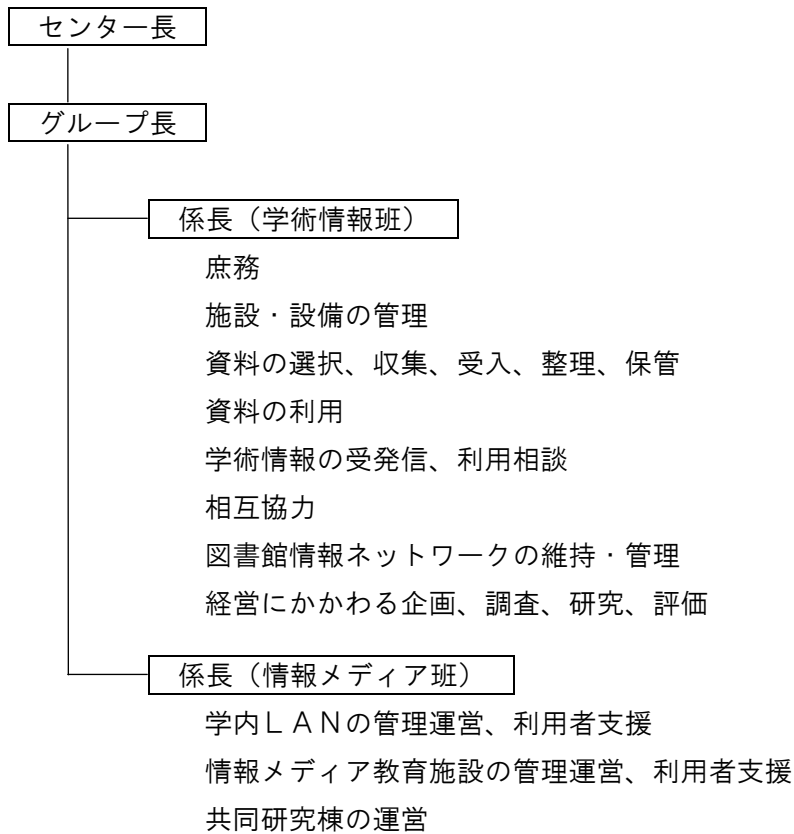 センター長
グループ長
係長（学術情報班）
庶務
施設・設備の管理
資料の選択、収集、受入、整理、保管
資料の利用
学術情報の受発信、利用相談
相互協力
図書館情報ネットワークの維持・管理
経営にかかわる企画、調査、研究、評価
係長（情報メディア班）
学内ＬＡＮの管理運営、利用者支援
情報メディア教育施設の管理運営、利用者支援
共同研究棟の運営